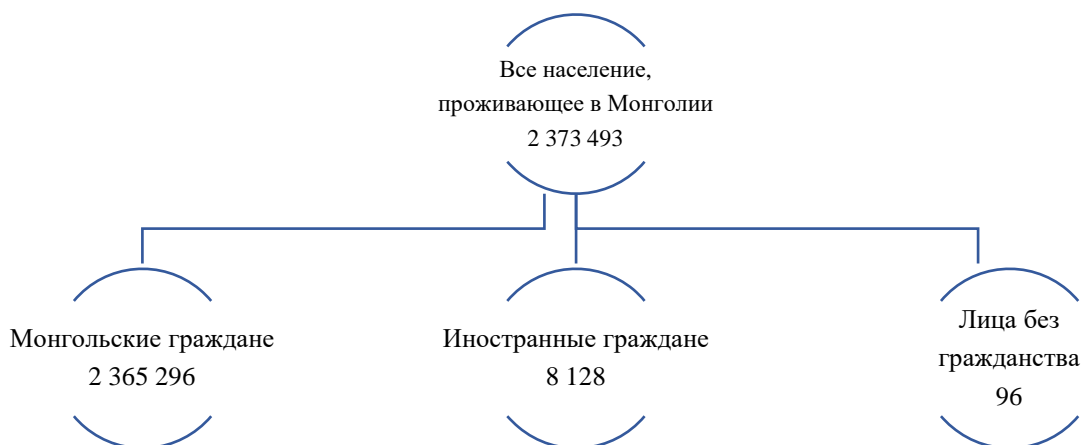 Все население,
проживающее в Монголии
2 373 493
Монгольские граждане
2 365 296
Иностранные граждане
8 128
Лица без
гражданства
96